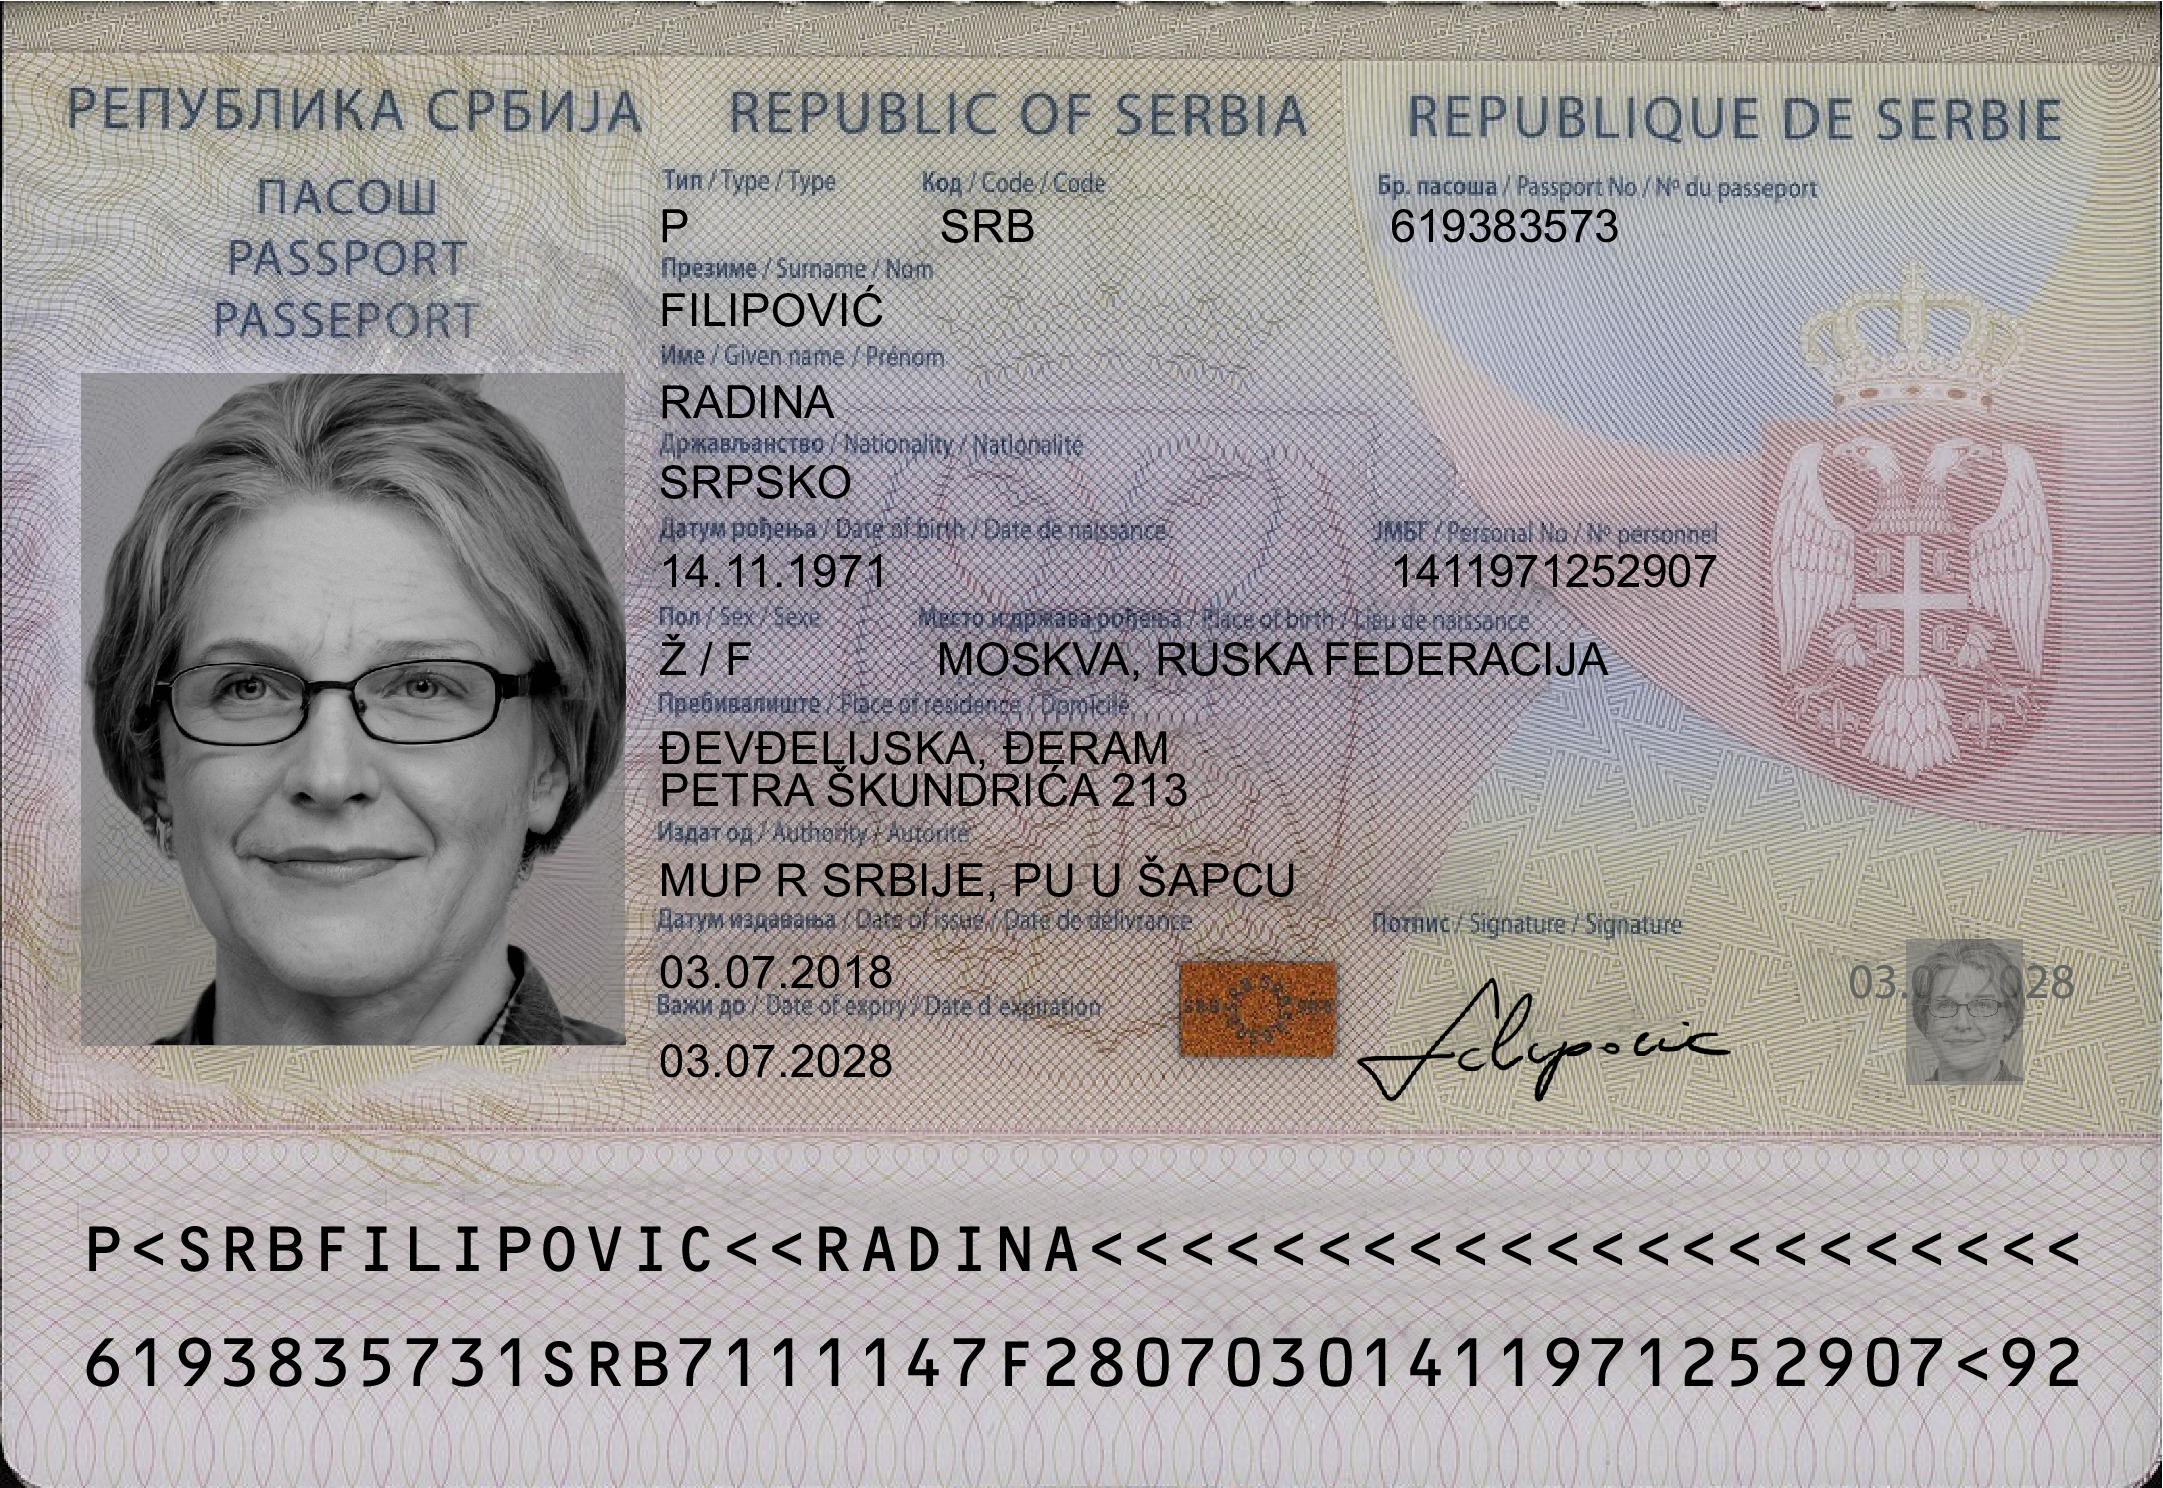 РЕПУБЛИКА СРБИЈА REPUBLIC OF SERBIA REPUBLIQUE DE SERBIE
ПАСОШ
PASSPORT
PASSEPORT
Тип / Type / Type Код / Code / Code Бр. пасоша / Passport No / Nº du passeport
P SRB 619383573
Презиме / Surname / Nom
FILIPOVIĆ
Име / Given name / Prénom
RADINA
Држављанство / Nationality / Nationalité
SRPSKO
Датум рођења / Date of birth / Date de naissance ЈМБГ / Personal No / Nº personnel
14.11.1971 1411971252907
Пол / Sex / Sexe Место и држава рођења / Place of birth / Lieu de naissance
Ž / F MOSKVA, RUSKA FEDERACIJA
Пребивалиште / Place of residence / Domicile
ĐEVĐELIJSKA, ĐERAM
PETRA ŠKUNDRIĆA 213
Издат од / Authority / Autorité
MUP R SRBIJE, PU U ŠAPCU
Датум издавања / Date of issue / Date de délivrance Потпис / Signature / Signature
03.07.2018
03.07.2028
Важи до / Date of expiry / Date d expiration
03.07.2028
Filipovic
P<SRBFILIPOVIC<<RADINA<<<<<<<<<<<<<<<<<<<<<<
6193835731SRB7111147F28070301411971252907<92